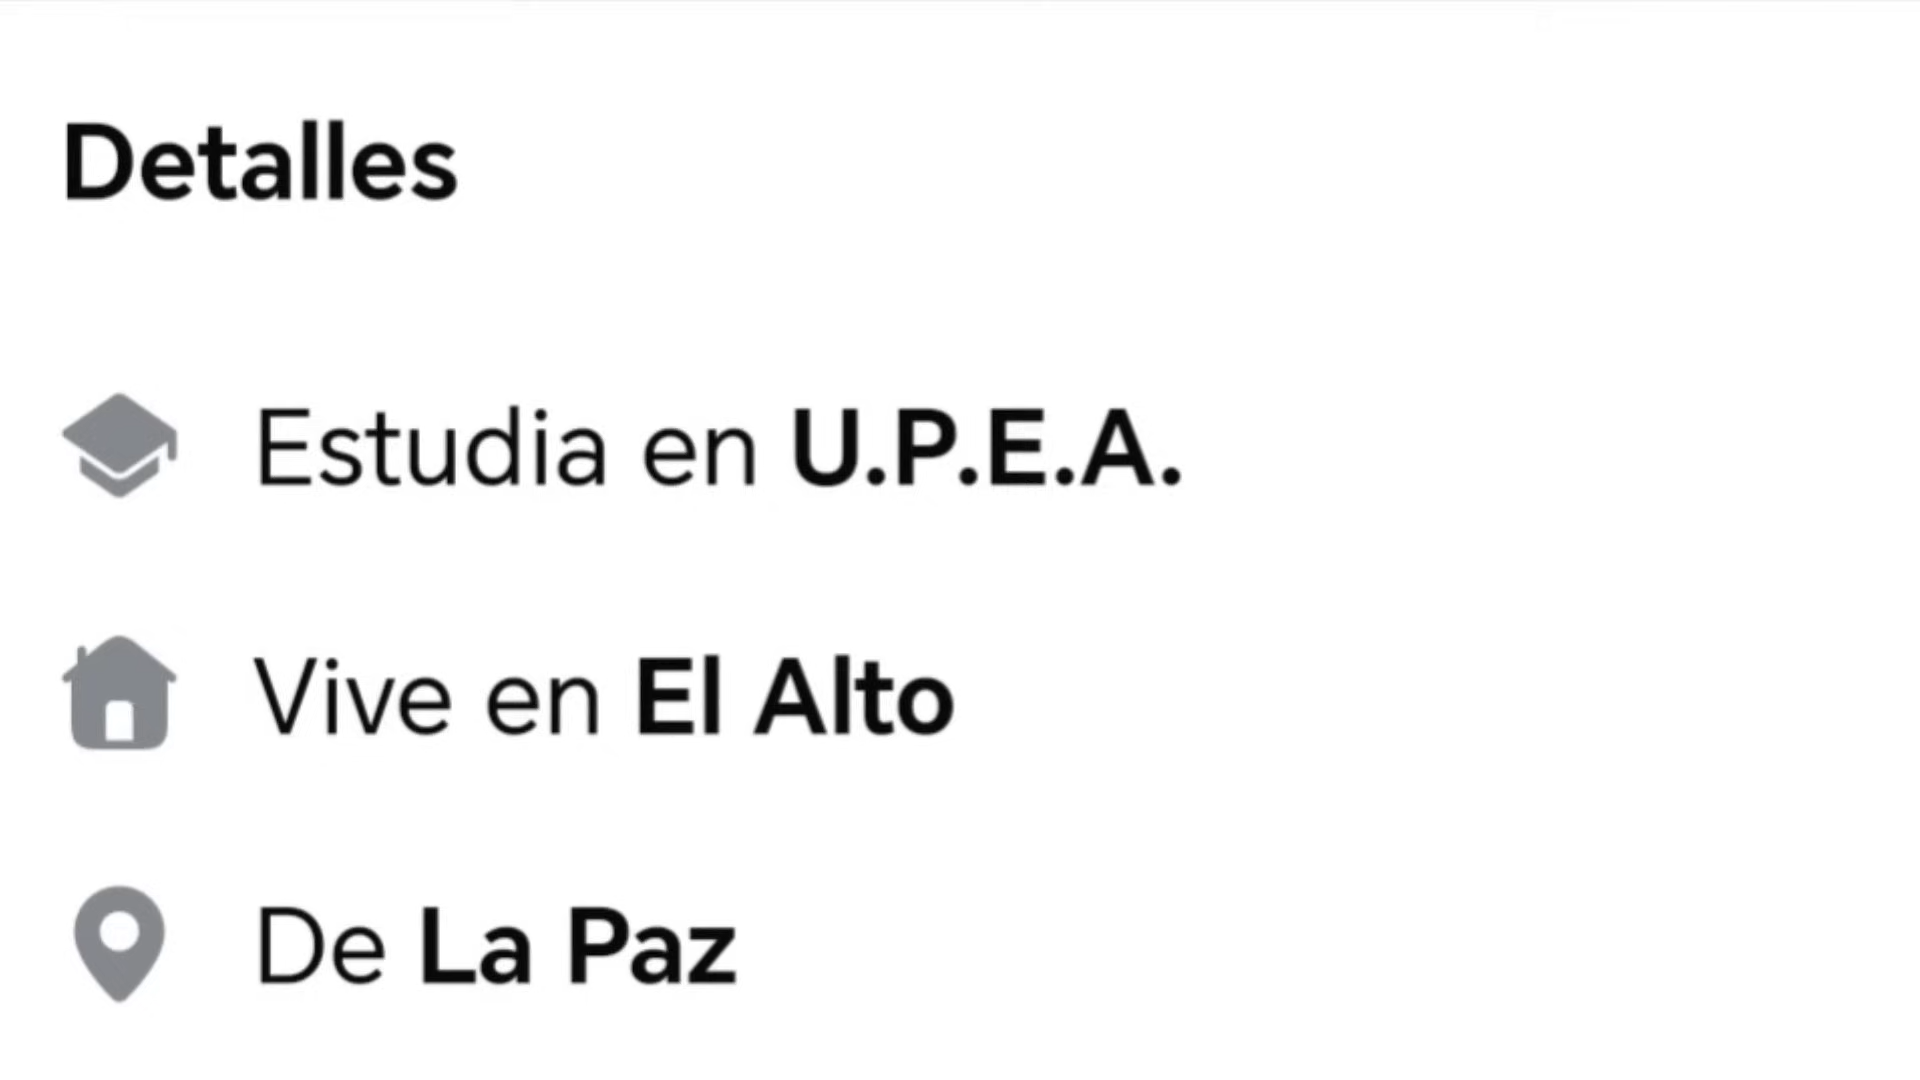 Detalles
Estudia en U.P.E.A.
Vive en El Alto
De La Paz